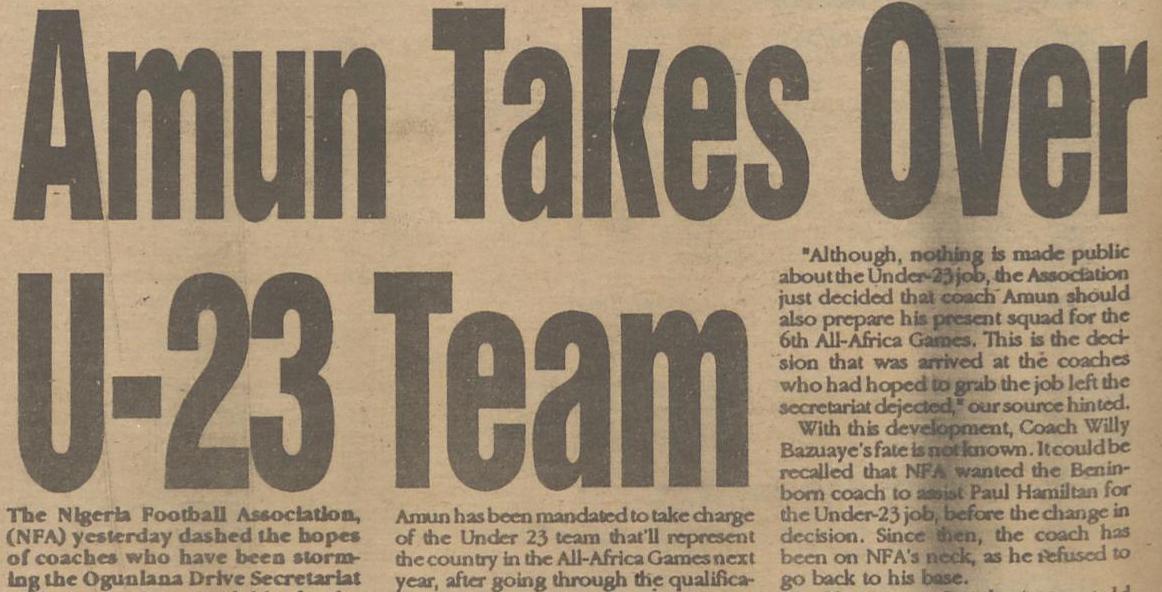 Amun Takes Over
U-23 Team
The Nigeria Football Association,
(NFA) yesterday dashed the hopes
of coaches who have been storm-
ing the Ogunlana Drive Secretariat
Amun has been mandated to take charge
of the Under 23 team that'll represent
the country in the All-Africa Games next
year, after going through the qualifica-
"Although, nothing is made public
about the Under-23 job, the Association
just decided that coach Amun should
also prepare his present squad for the
6th All-Africa Games. This is the deci-
sion that was arrived at the coaches
who had hoped to grab the job left the
secretariat dejected," our source hinted.
With this development, Coach Willy
Bazuaye's fate is not known. It could be
recalled that NFA wanted the Benin-
born coach to assist Paul Hamiltan for
the Under-23 job, before the change in
decision. Since then, the coach has
been on NFA's neck, as he refused to
go back to his base.